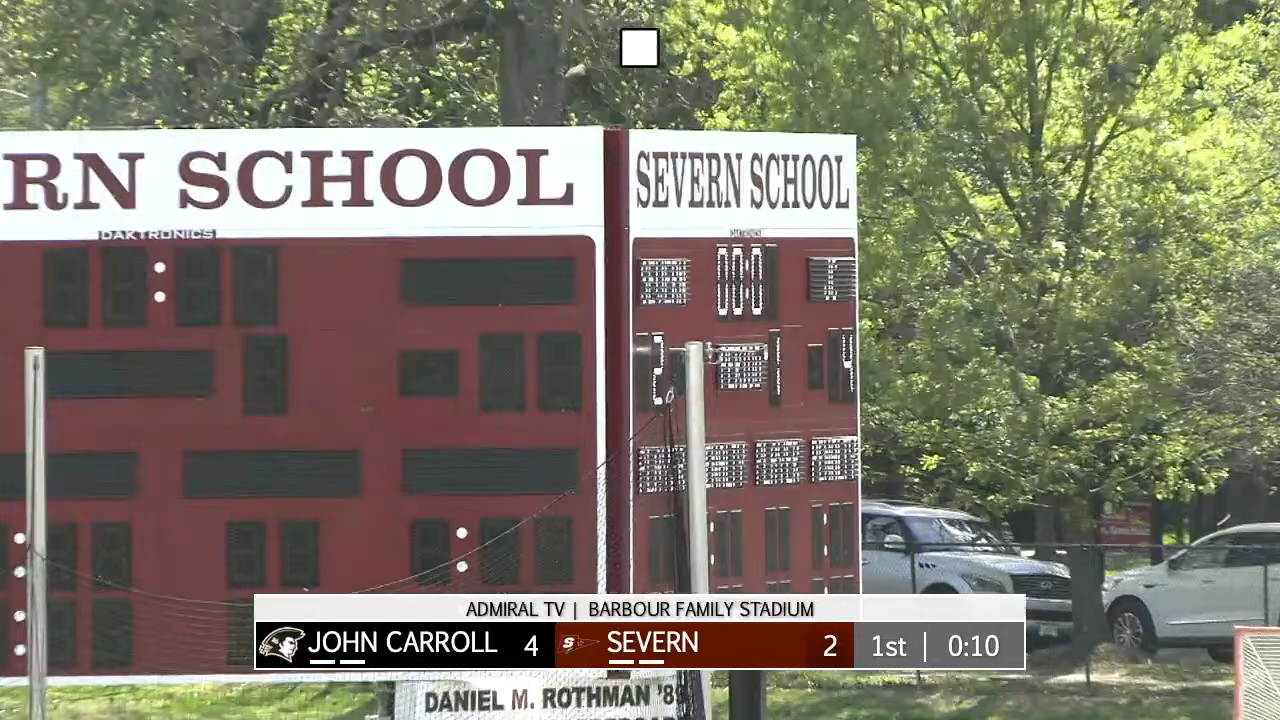 RN SCHOOL
SEVERN SCHOOL
DAKTRONICS
ADMIRAL TV | BARBOUR FAMILY STADIUM
JOHN CARROLL 4 SEVERN 2 1st | 0:10
DANIEL M. ROTHMAN